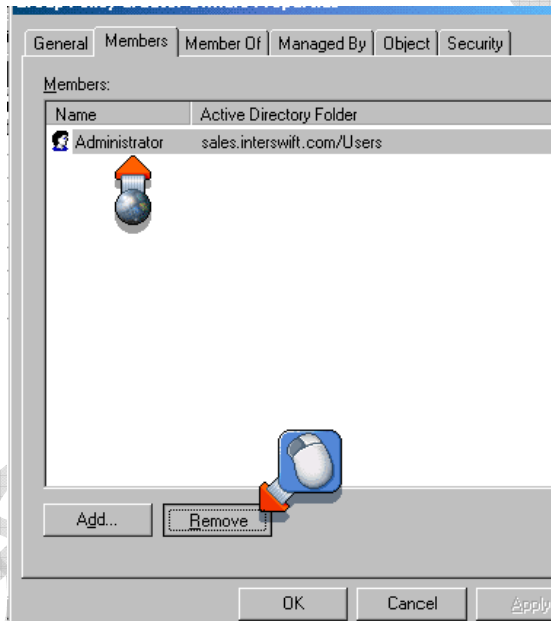 General Members Member Of Managed By Object Security
Members:
Name Active Directory Folder
Administrator sales.interswift.com/Users
Add... Remove
OK Cancel Apply